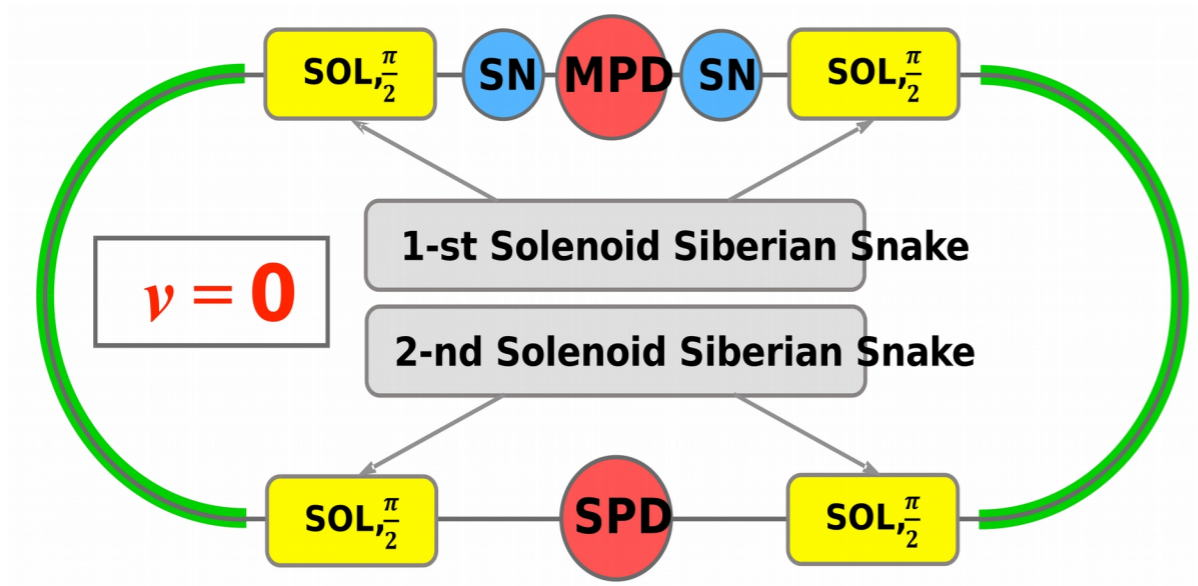 SOL,π/2 SN MPD SN SOL,π/2
1-st Solenoid Siberian Snake
ν = 0
2-nd Solenoid Siberian Snake
SOL,π/2 SPD SOL,π/2